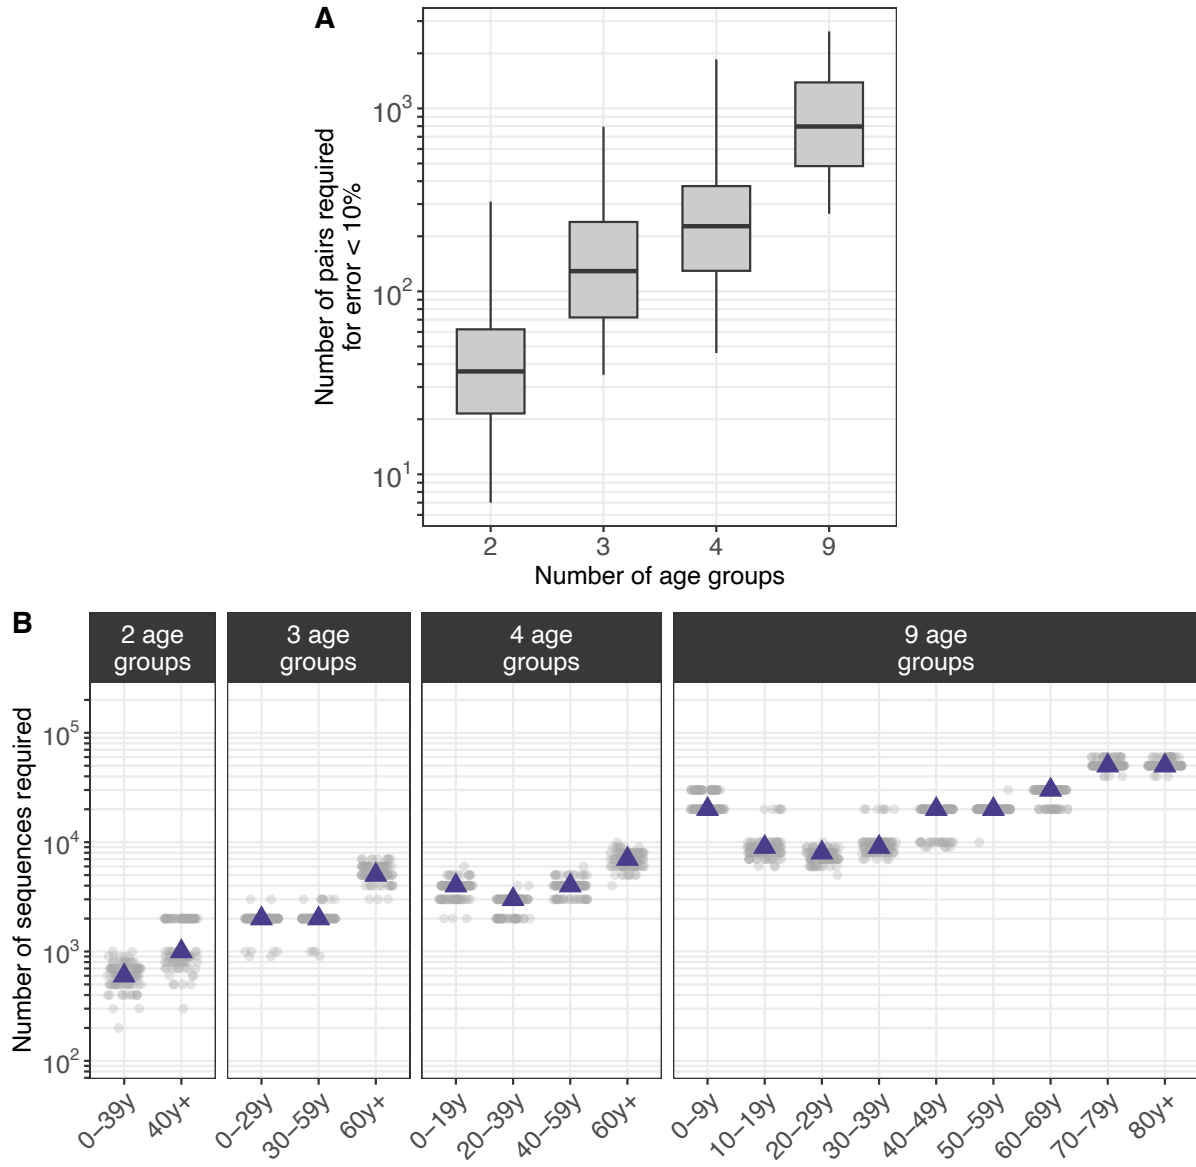 A
Number of pairs required
for error < 10%
10³
10²
10¹
2 3 4 9
Number of age groups
B
2 age
groups
3 age
groups
4 age
groups
9 age
groups
Number of sequences required
10⁵
10⁴
10³
10²
0–39y 40y+ 0–29y 30–59y 60y+ 0–19y 20–39y 40–59y 60y+ 0–9y 10–19y 20–29y 30–39y 40–49y 50–59y 60–69y 70–79y 80y+